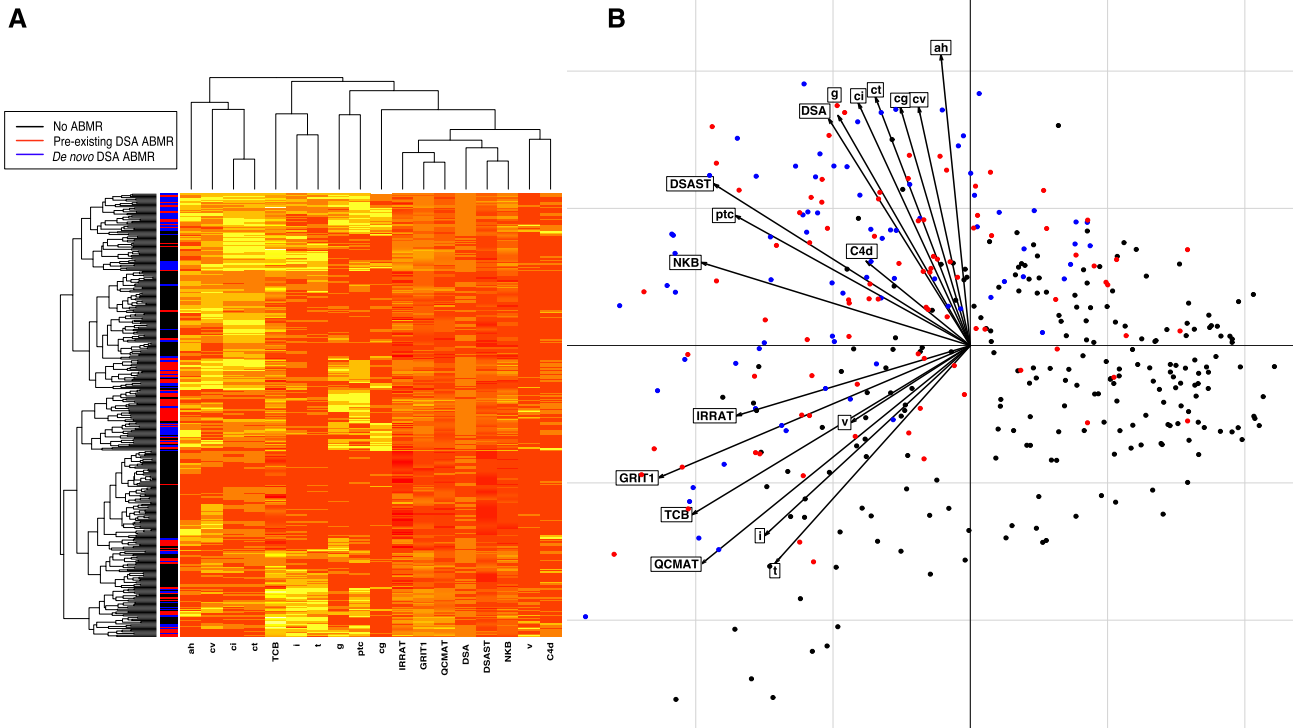 A
B
No ABMR
Pre-existing DSA ABMR
De novo DSA ABMR
ah
cv
ci
ct
TCB
i
t
g
ptc
cg
IRRAT
GRIT1
QCMAT
DSA
DSAST
NKB
v
C4d
ah
g
ci
ct
cg
cv
DSA
DSAST
ptc
C4d
NKB
IRRAT
v
GRIT1
TCB
i
QCMAT
t